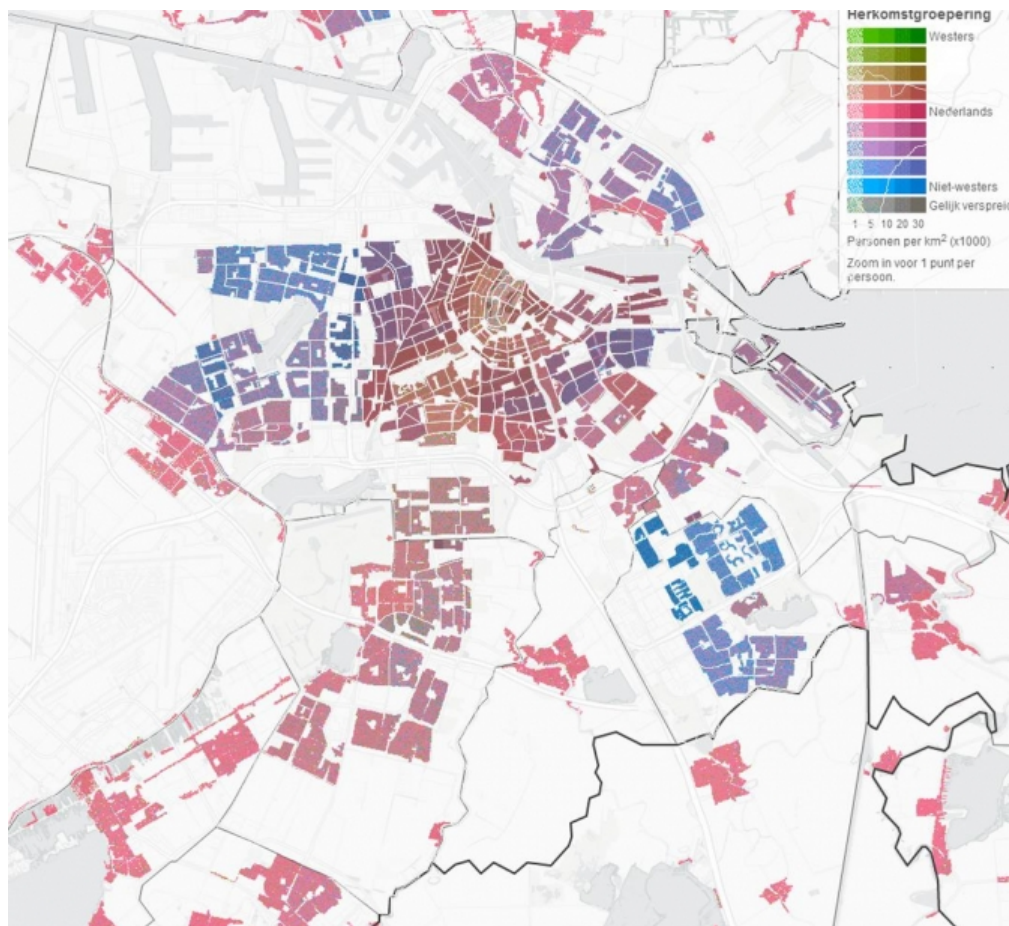 Herkomstgroepering
Westers
Nederlands
Niet-westers
Gelijk verspreid
1 5 10 20 30
Personen per km² (x1000)
Zoom in voor 1 punt per
persoon.